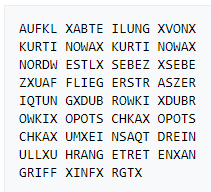 AUFKL XABTE ILUNG XVONX
KURTI NOWAX KURTI NOWAX
NORDW ESTLX SEBEZ XSEBE
ZXUAF FLIEG ERSTR ASZER
IQTUN GXDUB ROWKI XDUBR
OWKIX OPOTS CHKAX OPOTS
CHKAX UMXEI NSAQT DREIN
ULLXU HRANG ETRET ENXAN
GRIFF XINFX RGTX